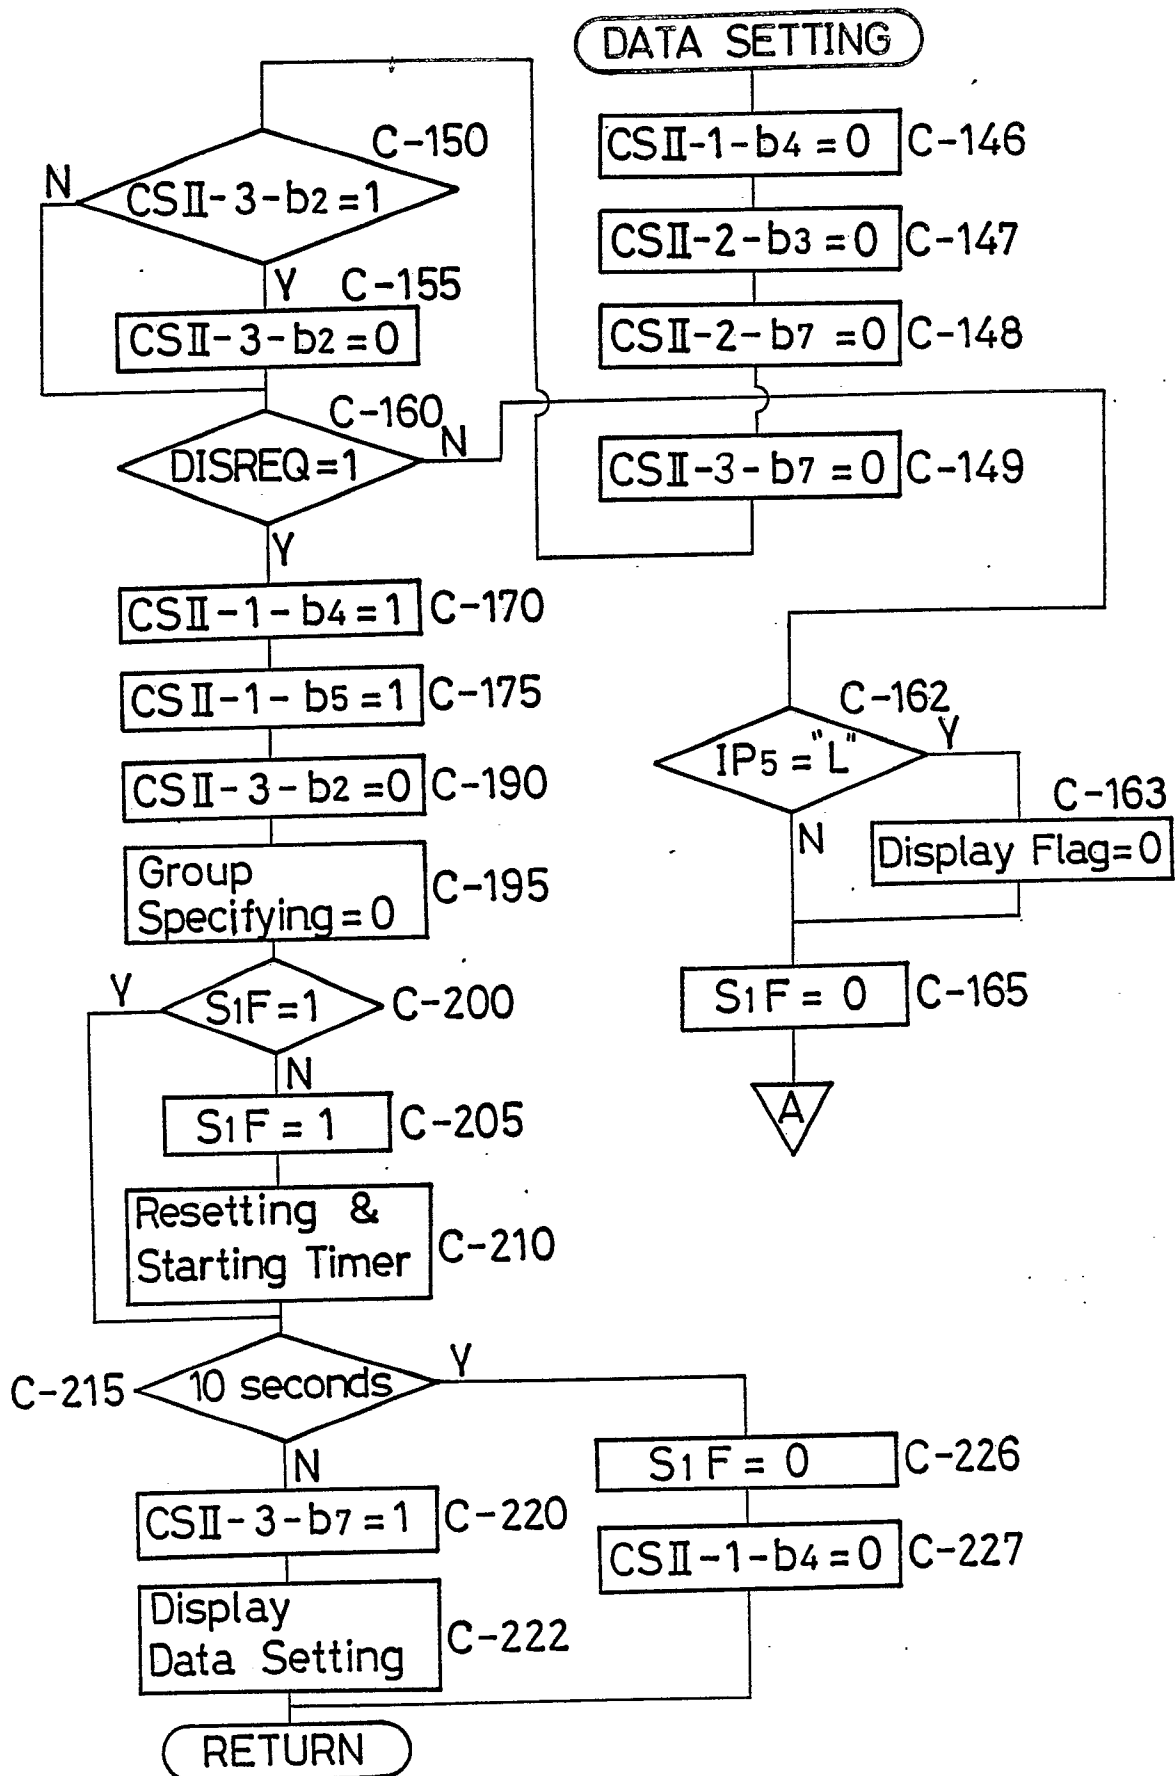 DATA SETTING
CSII-1-b4=0 C-146
CSII-2-b3=0 C-147
CSII-2-b7=0 C-148
CSII-3-b7=0 C-149
C-150
N
CSII-3-b2=1
Y C-155
CSII-3-b2=0
C-160
N
DISREQ=1
Y
C-162
Y
IP5="L"
N
C-163
Display Flag=0
S1F=0 C-165
A
CSII-1-b4=1 C-170
CSII-1-b5=1 C-175
CSII-3-b2=0 C-190
Group
Specifying=0
C-195
Y
S1F=1 C-200
N
S1F=1 C-205
Resetting &
Starting Timer
C-210
Y
C-215 10 seconds
N
CSII-3-b7=1 C-220
Display
Data Setting
C-222
S1F=0 C-226
CSII-1-b4=0 C-227
RETURN